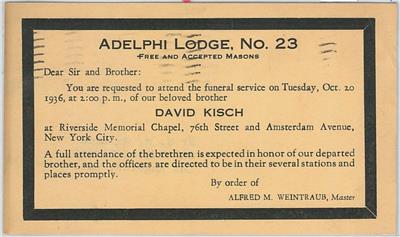 ADELPHI LODGE, NO. 23
FREE AND ACCEPTED MASONS
Dear Sir and Brother:
You are requested to attend the funeral service on Tuesday, Oct. 20
1936, at 2:00 p. m., of our beloved brother
DAVID KISCH
at Riverside Memorial Chapel, 76th Street and Amsterdam Avenue,
New York City.
A full attendance of the brethren is expected in honor of our departed
brother, and the officers are directed to be in their several stations and
places promptly.
By order of
ALFRED M. WEINTRAUB, Master